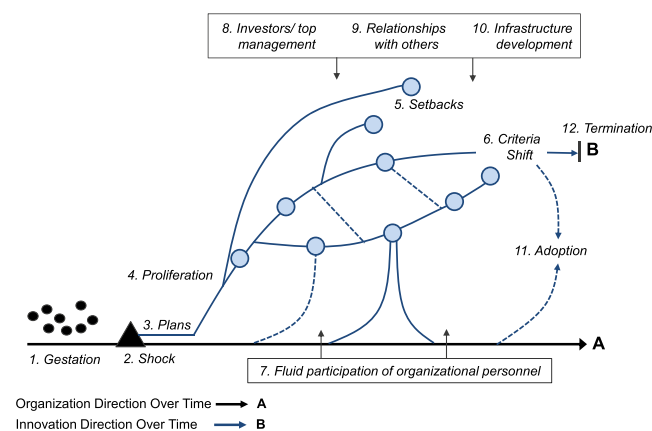 8. Investors/ top management
9. Relationships with others
10. Infrastructure development
5. Setbacks
12. Termination
6. Criteria Shift
B
4. Proliferation
11. Adoption
3. Plans
A
1. Gestation
2. Shock
7. Fluid participation of organizational personnel
Organization Direction Over Time A
Innovation Direction Over Time B